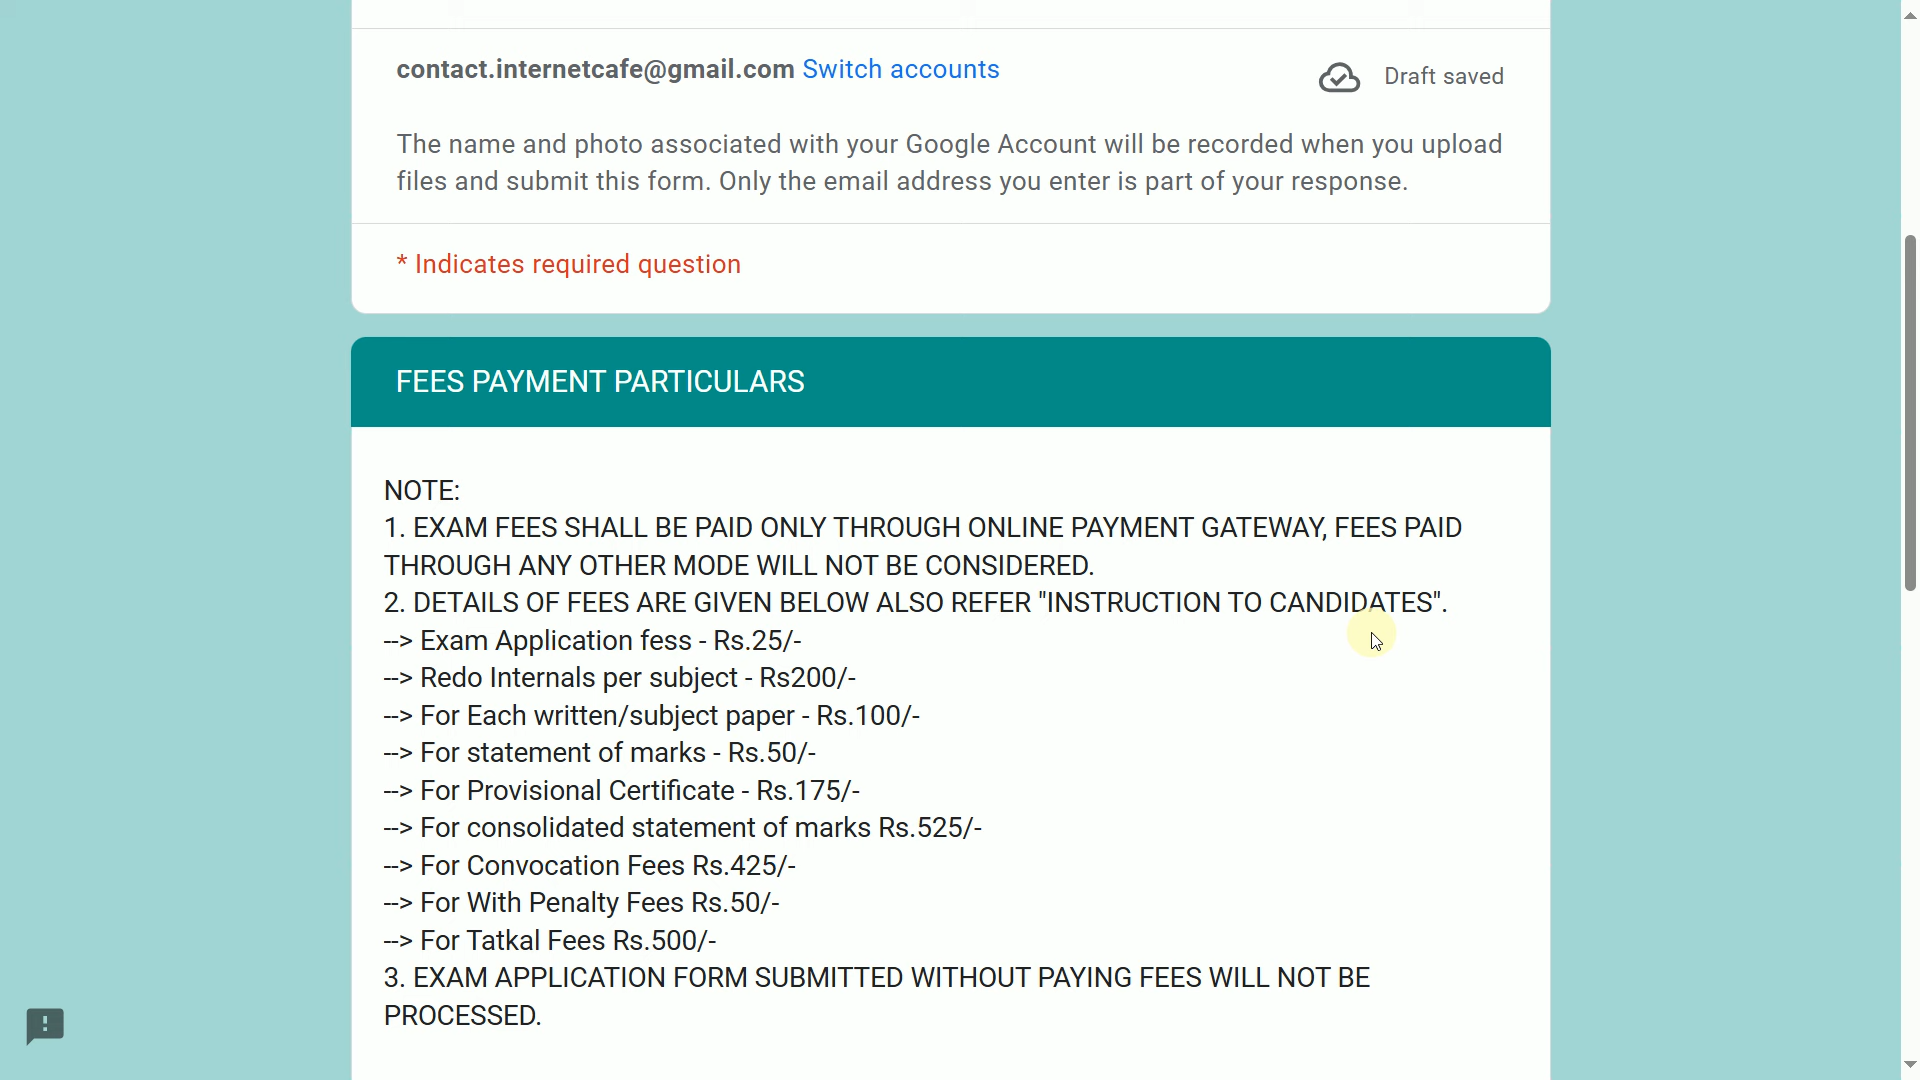 contact.internetcafe@gmail.com Switch accounts
Draft saved
The name and photo associated with your Google Account will be recorded when you upload
files and submit this form. Only the email address you enter is part of your response.
* Indicates required question
FEES PAYMENT PARTICULARS
NOTE:
1. EXAM FEES SHALL BE PAID ONLY THROUGH ONLINE PAYMENT GATEWAY, FEES PAID
THROUGH ANY OTHER MODE WILL NOT BE CONSIDERED.
2. DETAILS OF FEES ARE GIVEN BELOW ALSO REFER "INSTRUCTION TO CANDIDATES".
--> Exam Application fess - Rs.25/-
--> Redo Internals per subject - Rs200/-
--> For Each written/subject paper - Rs.100/-
--> For statement of marks - Rs.50/-
--> For Provisional Certificate - Rs.175/-
--> For consolidated statement of marks Rs.525/-
--> For Convocation Fees Rs.425/-
--> For With Penalty Fees Rs.50/-
--> For Tatkal Fees Rs.500/-
3. EXAM APPLICATION FORM SUBMITTED WITHOUT PAYING FEES WILL NOT BE
PROCESSED.